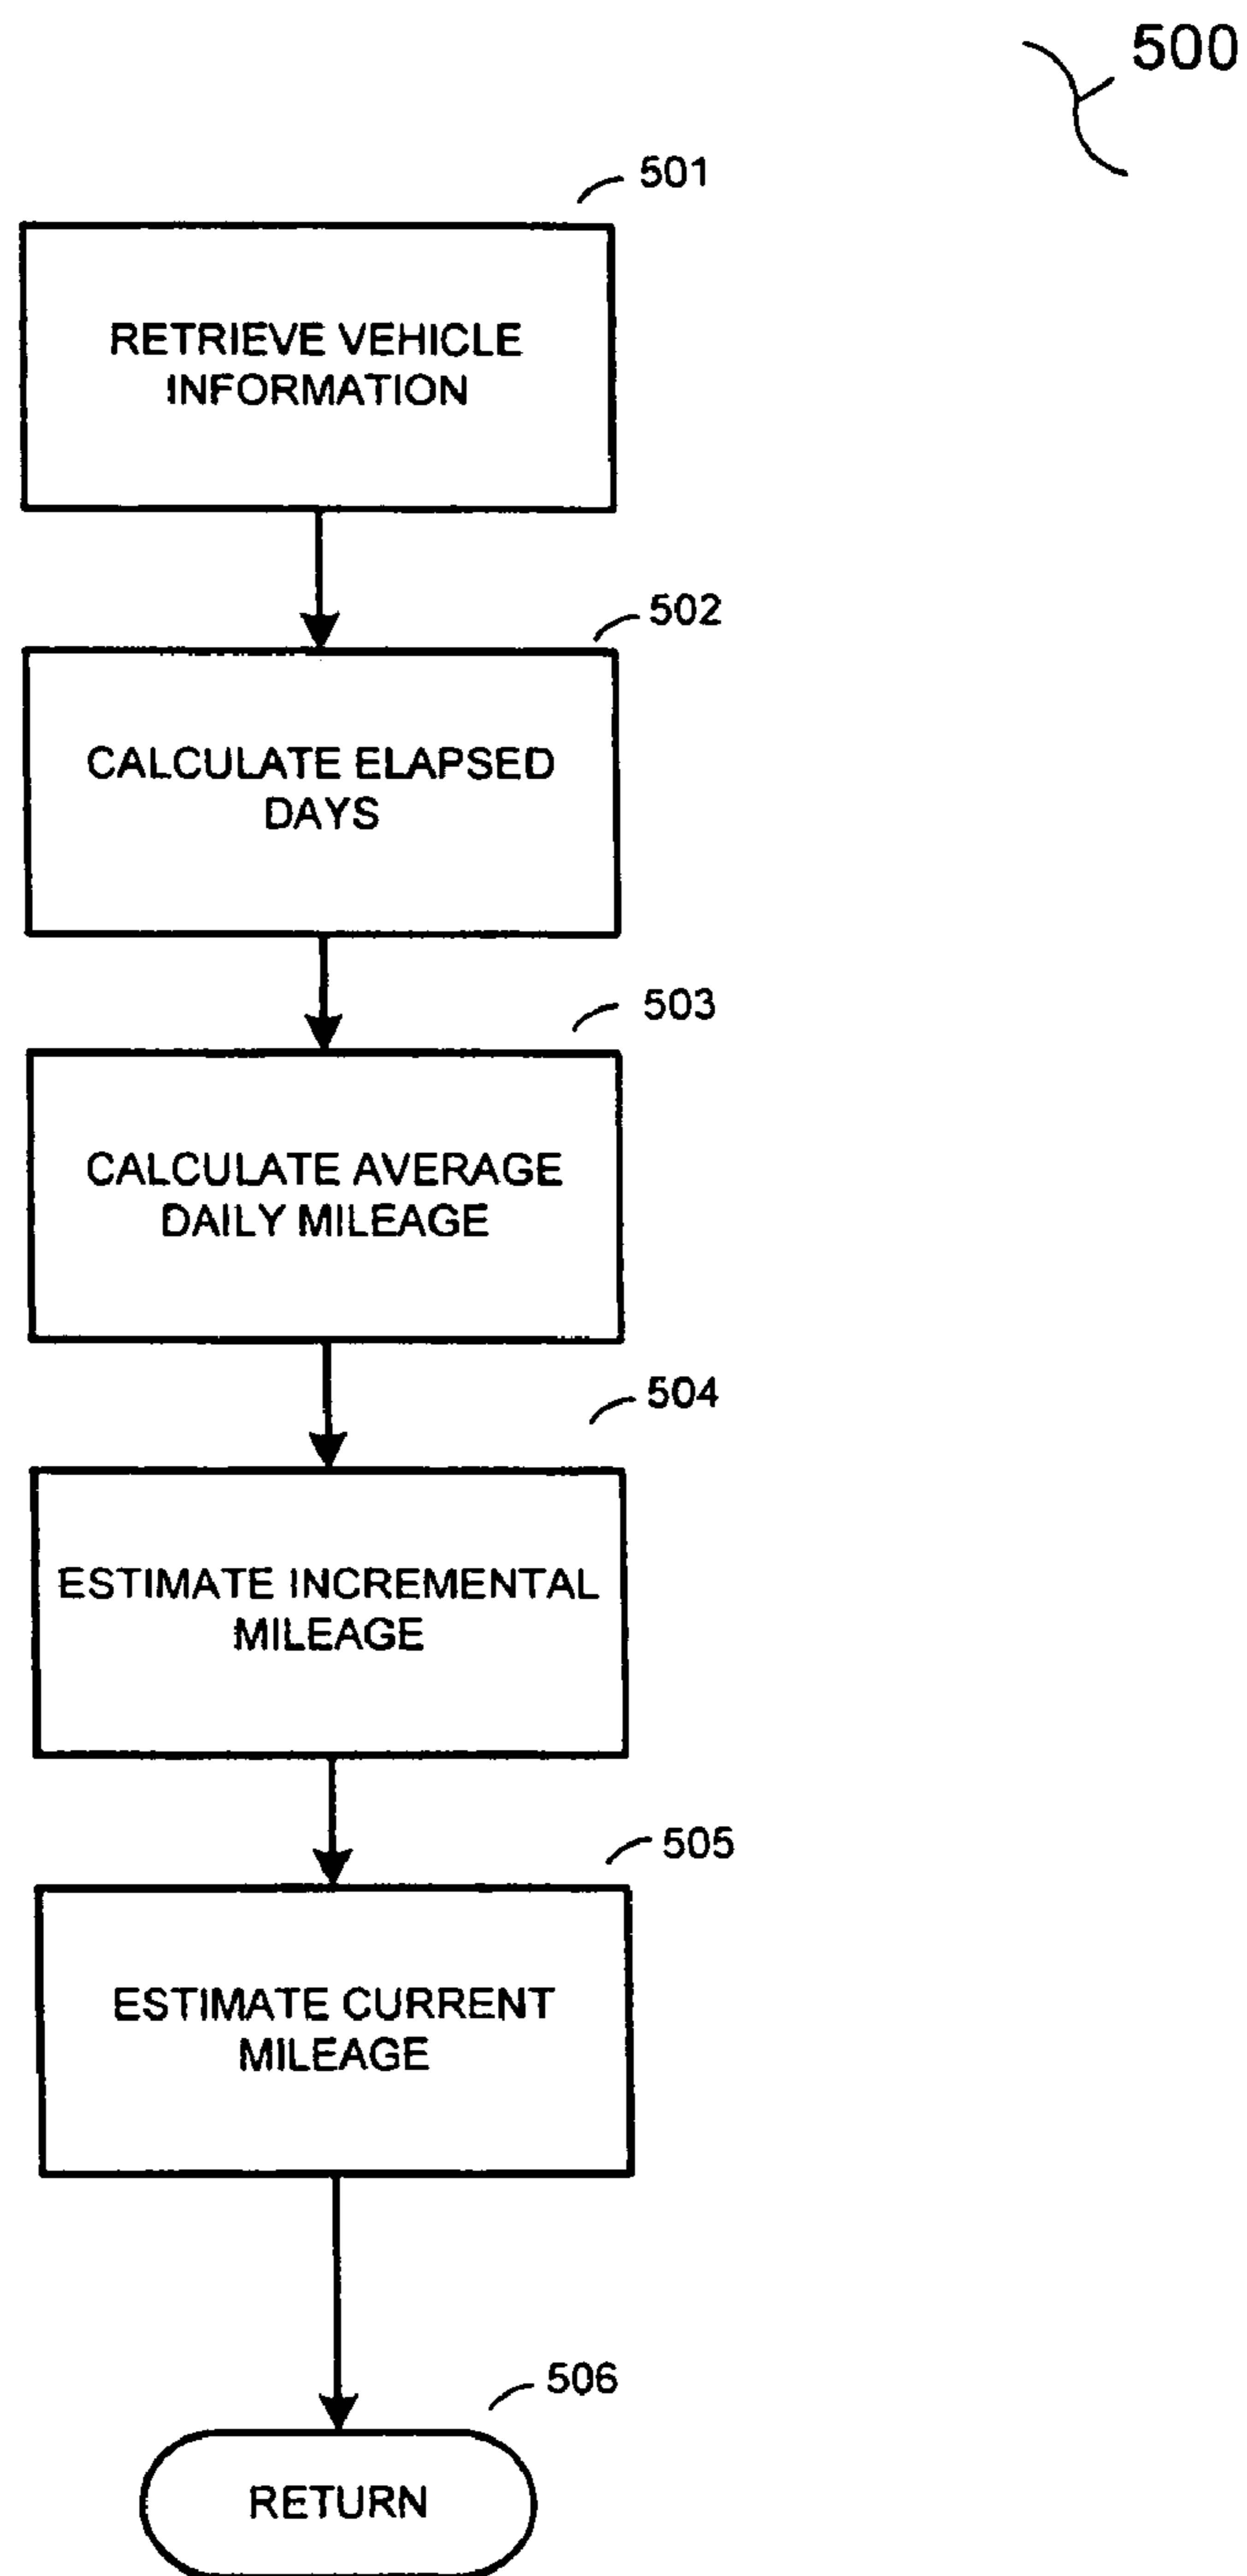 500
501
RETRIEVE VEHICLE
INFORMATION
502
CALCULATE ELAPSED
DAYS
503
CALCULATE AVERAGE
DAILY MILEAGE
504
ESTIMATE INCREMENTAL
MILEAGE
505
ESTIMATE CURRENT
MILEAGE
506
RETURN